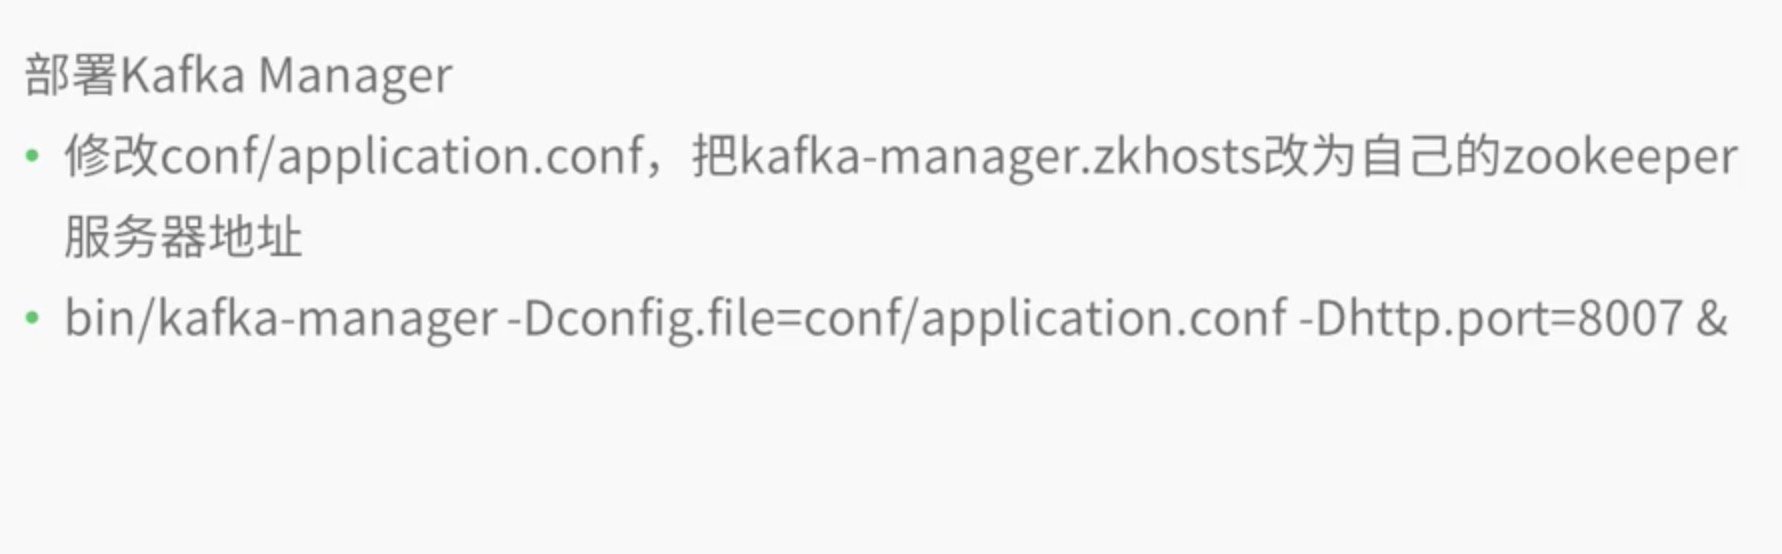 部署Kafka Manager
• 修改conf/application.conf，把kafka-manager.zkhosts改为自己的zookeeper
服务器地址
• bin/kafka-manager -Dconfig.file=conf/application.conf -Dhttp.port=8007 &